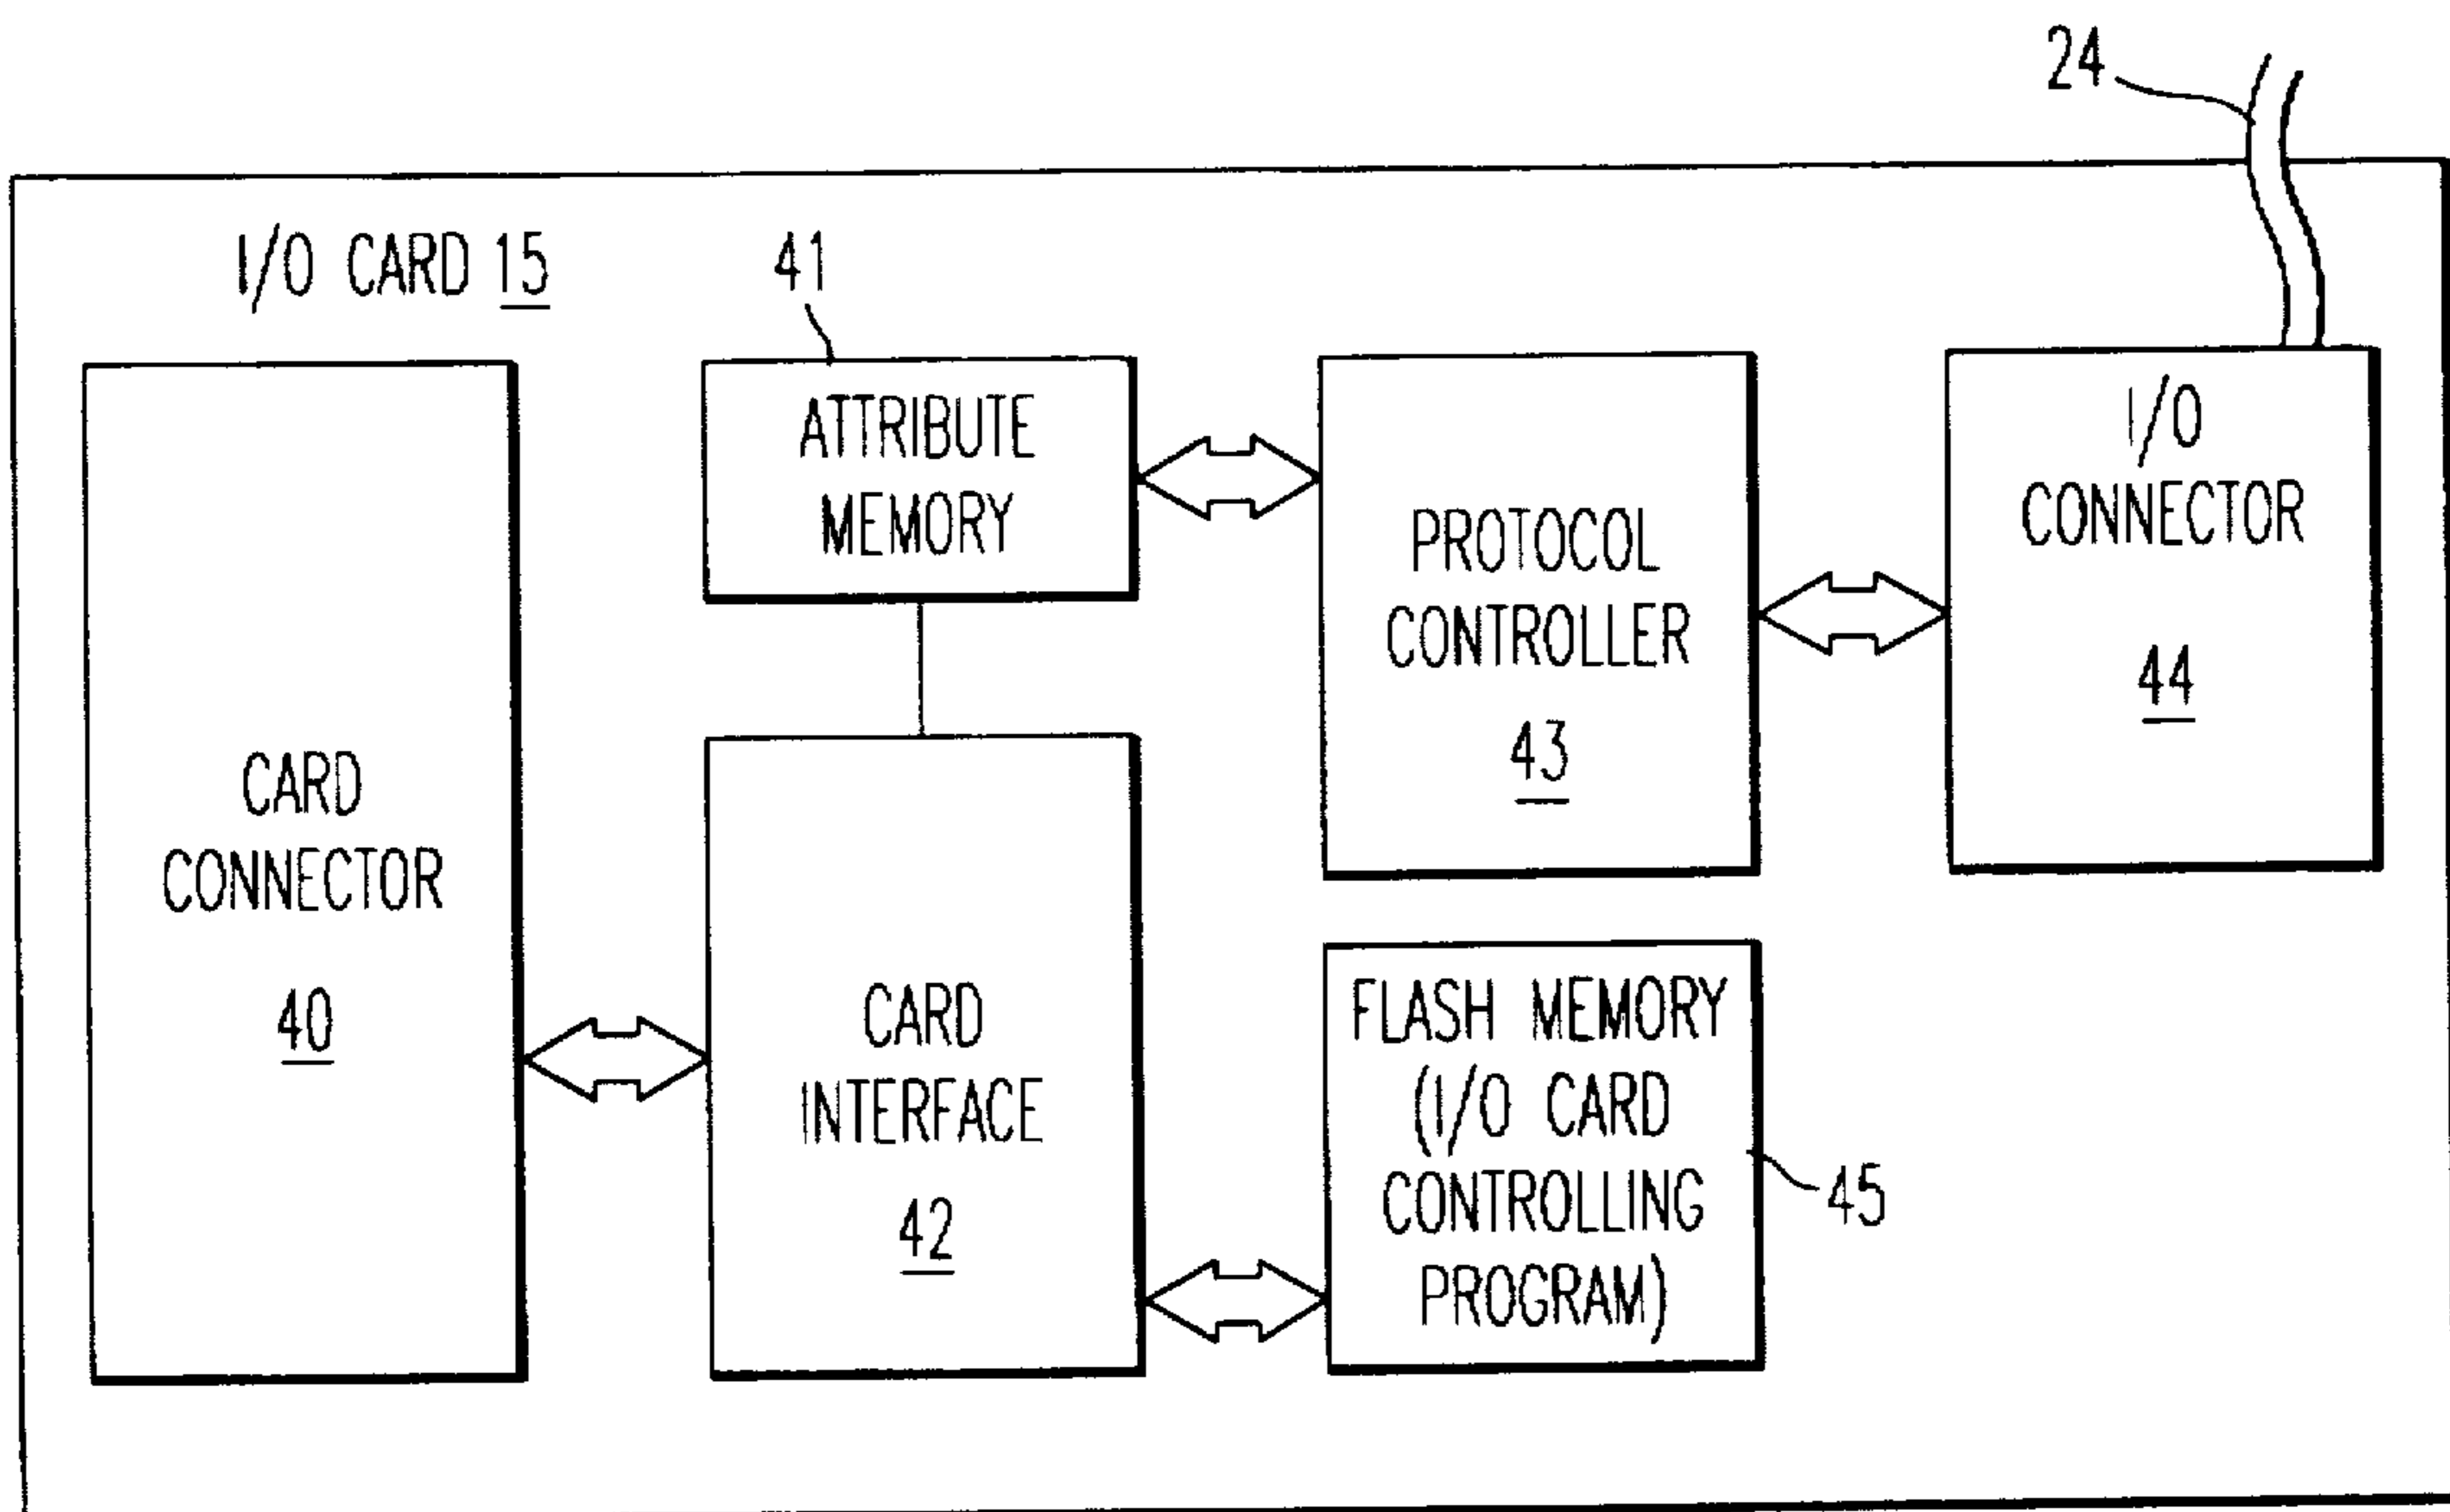 24
I/O CARD 15
41
ATTRIBUTE
MEMORY
PROTOCOL
CONTROLLER
43
I/O
CONNECTOR
44
CARD
CONNECTOR
40
CARD
INTERFACE
42
FLASH MEMORY
(I/O CARD
CONTROLLING
PROGRAM)
45